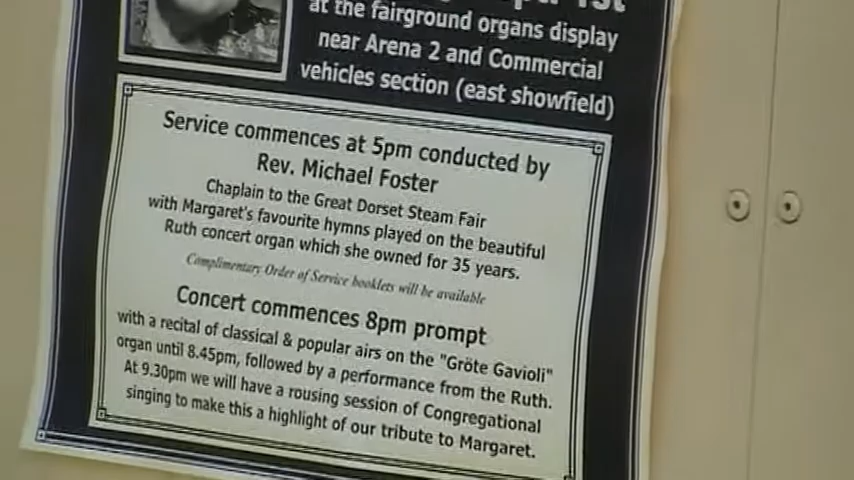 at the fairground organs display
near Arena 2 and Commercial
vehicles section (east showfield)
Service commences at 5pm conducted by
Rev. Michael Foster
Chaplain to the Great Dorset Steam Fair
with Margaret's favourite hymns played on the beautiful
Ruth concert organ which she owned for 35 years.
Complimentary Order of Service booklets will be available
Concert commences 8pm prompt
with a recital of classical & popular airs on the "Gröte Gavioli"
organ until 8.45pm, followed by a performance from the Ruth.
At 9.30pm we will have a rousing session of Congregational
singing to make this a highlight of our tribute to Margaret.